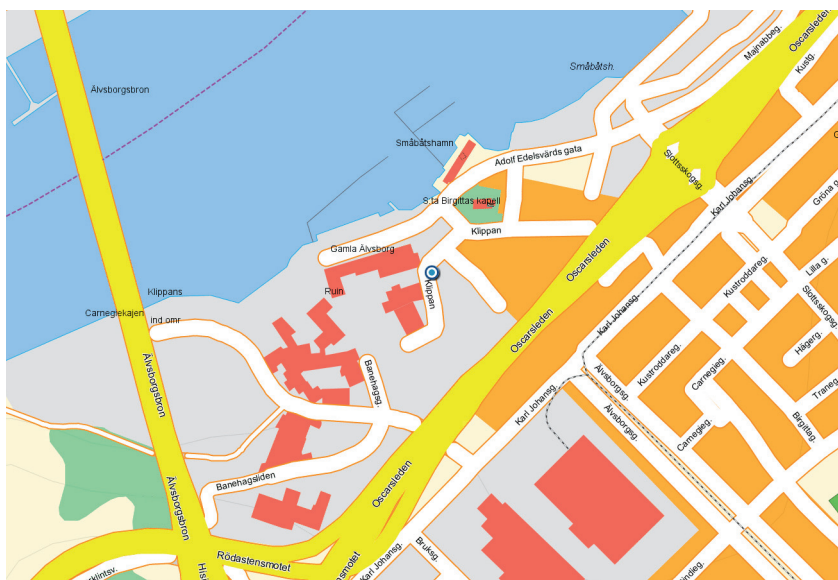 Oscarsleden
Majnabbeg.
Kustg.
Småbåtsh.
Älvsborgsbron
Småbåtshamn
Adolf Edelsvärds gata
Slottsskogsg.
Karl Johansg.
Gröna g.
S:ta Birgittas kapell
Klippan
Gamla Älvsborg
Oscarsleden
Kustroddareg.
Lilla g.
Klippan
Ruin
Klippans
ind.omr
Carnegiekajen
Slottsskogsg.
Karl Johansg.
Oscarsleden
Hägerg.
Älvsborgsbron
Banehagsg.
Kustroddareg.
Carnegieg.
Älvsborgsg.
Traneg.
Karl Johansg.
Älvsborgsg.
Carnegieg.
Birgittag.
Banehagsliden
Oscarsleden
Älvsborgsbron
Rödastensmotet
Karl Johansg.
Bruksg.